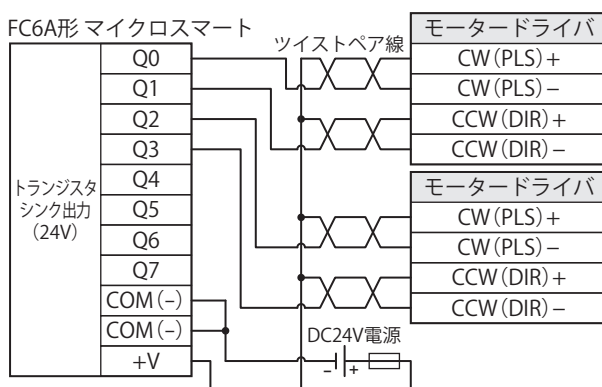 FC6A形 マイクロスマート
トランジスタ
シンク出力
(24V)
Q0
Q1
Q2
Q3
Q4
Q5
Q6
Q7
COM(–)
COM(–)
+V
ツイストペア線
モータードライバ
CW(PLS)+
CW(PLS)−
CCW(DIR)+
CCW(DIR)−
モータードライバ
CW(PLS)+
CW(PLS)−
CCW(DIR)+
CCW(DIR)−
DC24V電源
– +